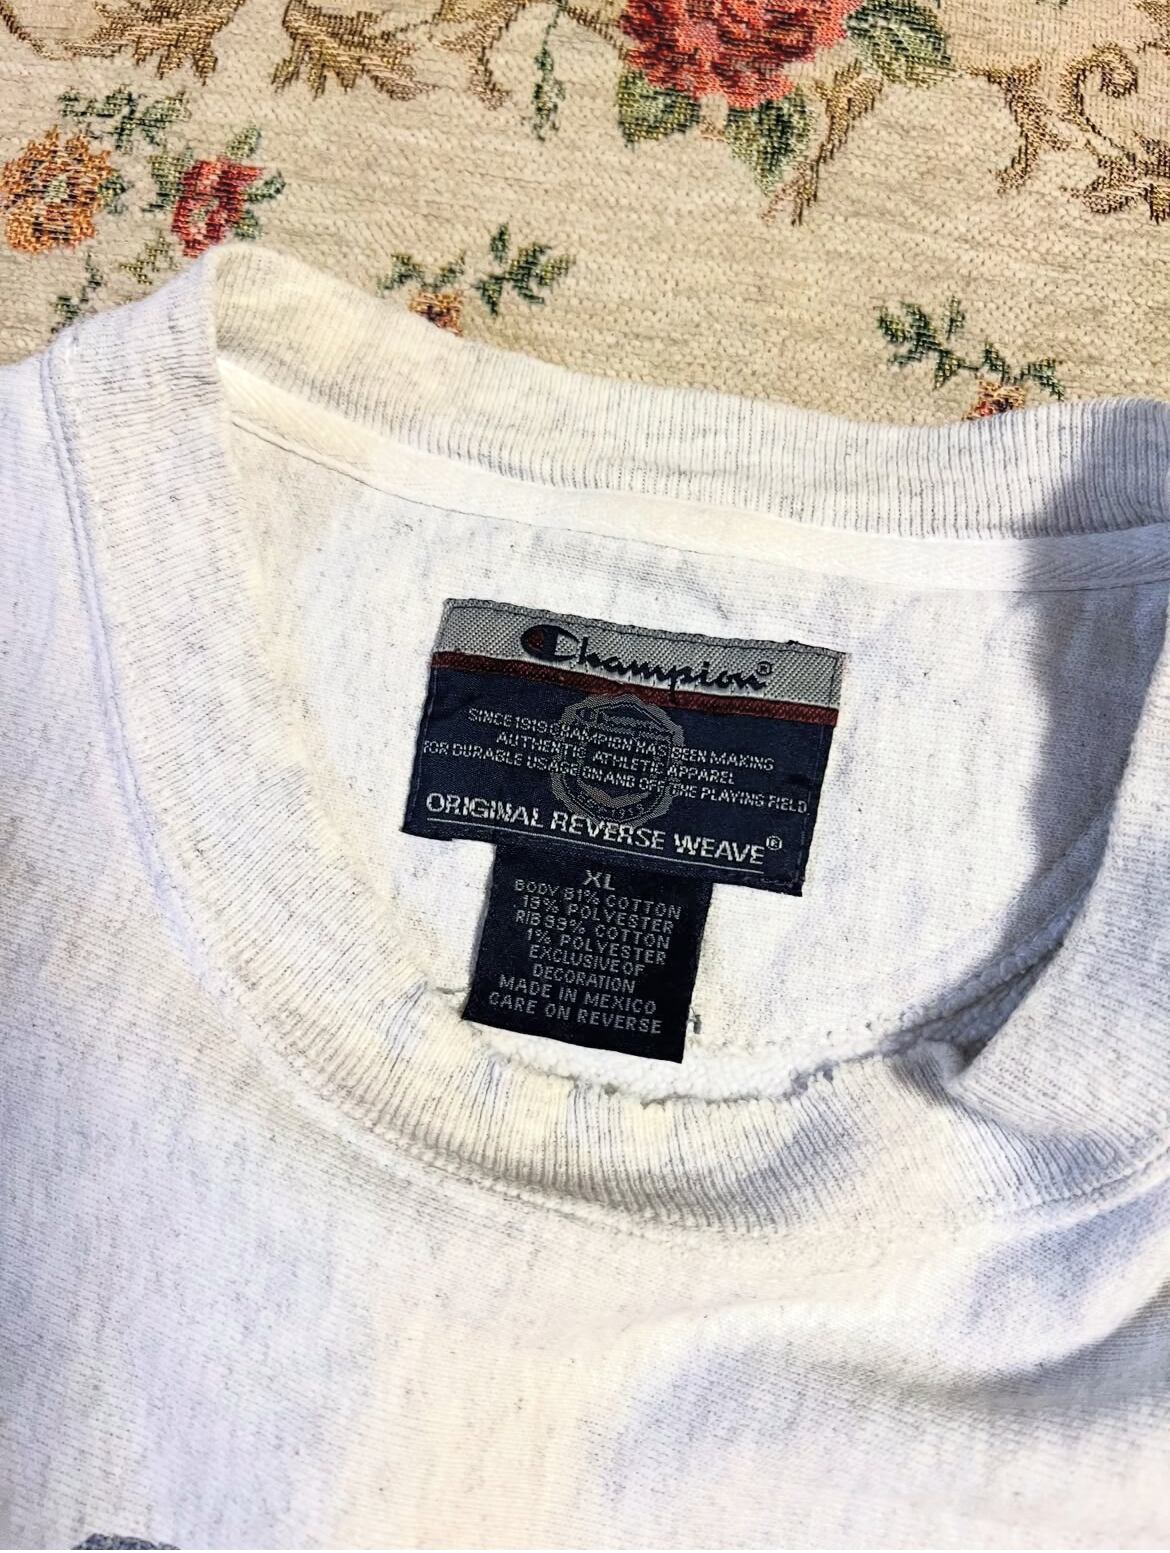 Champion®
SINCE 1919 CHAMPION HAS BEEN MAKING
AUTHENTIC ATHLETIC APPAREL
FOR DURABLE USAGE ON AND OFF THE PLAYING FIELD
ORIGINAL REVERSE WEAVE®
XL
BODY 81% COTTON
19% POLYESTER
RIB 99% COTTON
1% POLYESTER
EXCLUSIVE OF
DECORATION
MADE IN MEXICO
CARE ON REVERSE